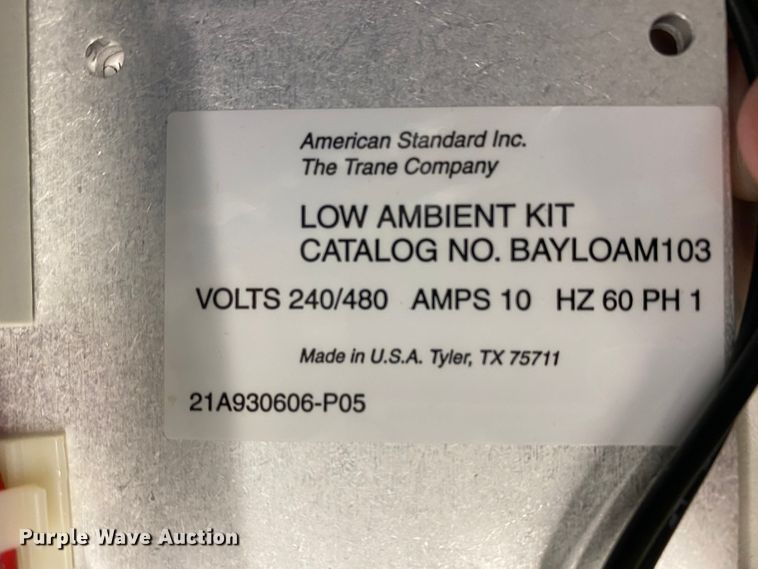 American Standard Inc.
The Trane Company
LOW AMBIENT KIT
CATALOG NO. BAYLOAM103
VOLTS 240/480 AMPS 10 HZ 60 PH 1
Made in U.S.A. Tyler, TX 75711
21A930606-P05
Purple Wave Auction